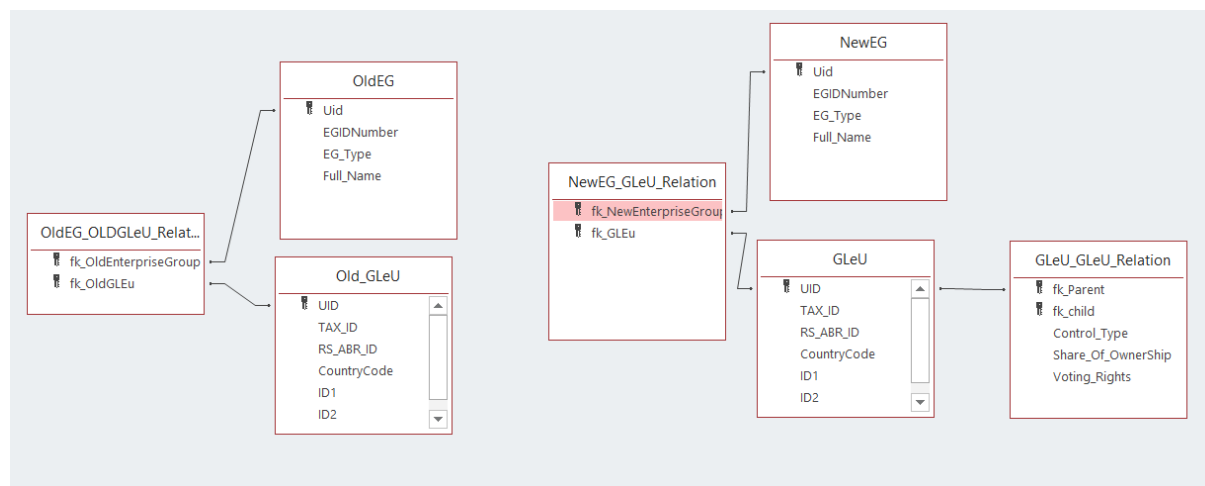 OldEG
Uid
EGIDNumber
EG_Type
Full_Name
OldEG_OLDGLeU_Relat...
fk_OldEnterpriseGroup
fk_OldGLEu
Old_GLeU
UID
TAX_ID
RS_ABR_ID
CountryCode
ID1
ID2
NewEG
Uid
EGIDNumber
EG_Type
Full_Name
NewEG_GLeU_Relation
fk_NewEnterpriseGrou
fk_GLEu
GLeU
UID
TAX_ID
RS_ABR_ID
CountryCode
ID1
ID2
GLeU_GLeU_Relation
fk_Parent
fk_child
Control_Type
Share_Of_OwnerShip
Voting_Rights